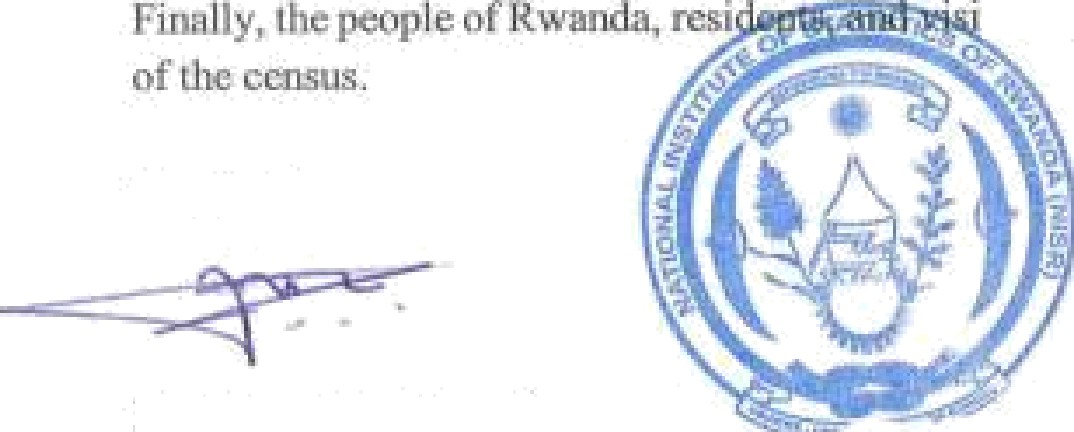 Finally, the people of Rwanda, residents, and visi
of the census.
NATIONAL INSTITUTE OF STATISTICS OF RWANDA (NISR)